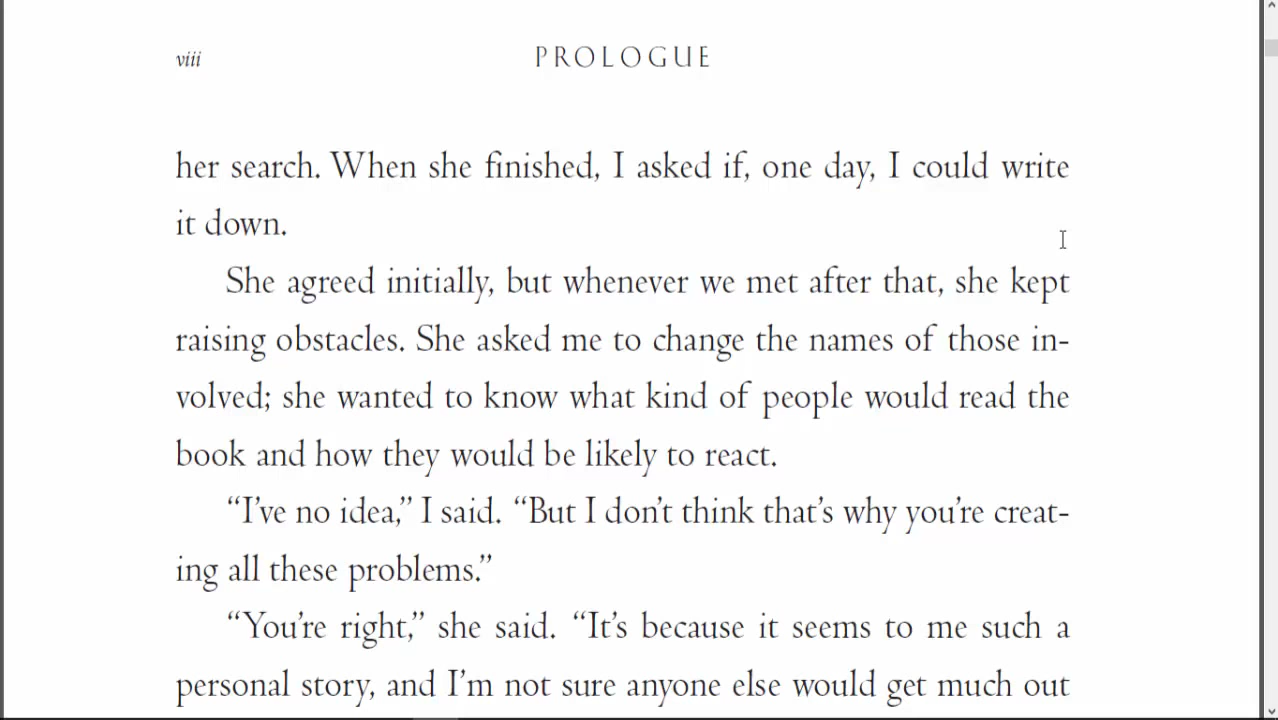 viii PROLOGUE
her search. When she finished, I asked if, one day, I could write
it down.
She agreed initially, but whenever we met after that, she kept
raising obstacles. She asked me to change the names of those in-
volved; she wanted to know what kind of people would read the
book and how they would be likely to react.
“I’ve no idea,” I said. “But I don’t think that’s why you’re creat-
ing all these problems.”
“You’re right,” she said. “It’s because it seems to me such a
personal story, and I’m not sure anyone else would get much out